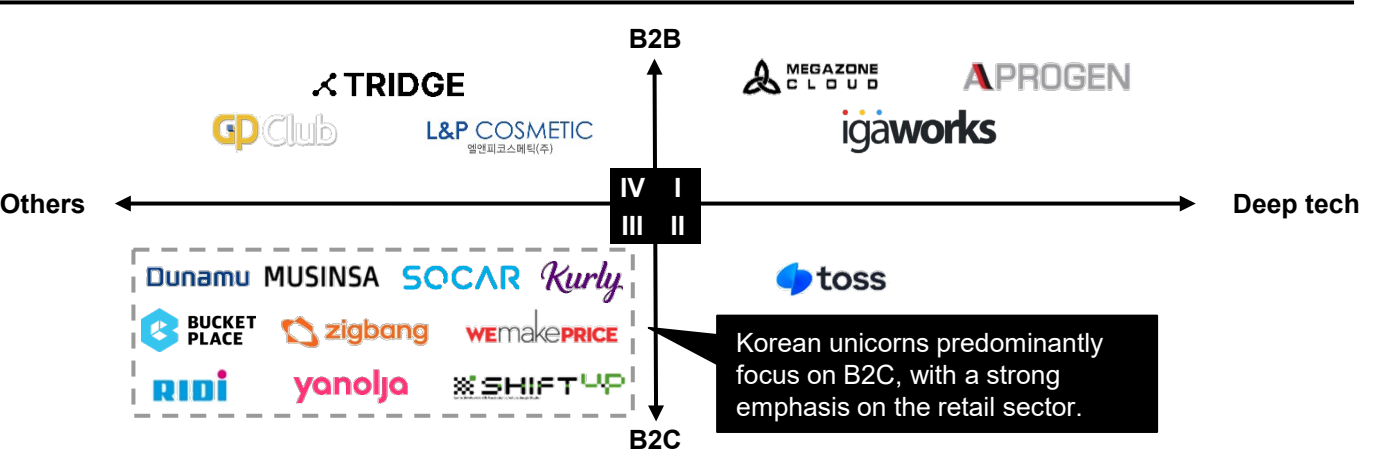 B2B
TRIDGE
MEGAZONE
CLOUD
APROGEN
GPClub
L&P COSMETIC
엘앤피코스메틱(주)
igaworks
IV I
Others
Deep tech
III II
Dunamu MUSINSA SOCAR Kurly
toss
BUCKET
PLACE
zigbang
WEMAKEPRICE
Korean unicorns predominantly
focus on B2C, with a strong
emphasis on the retail sector.
RIDI
yanolja
SHIFT UP
B2C